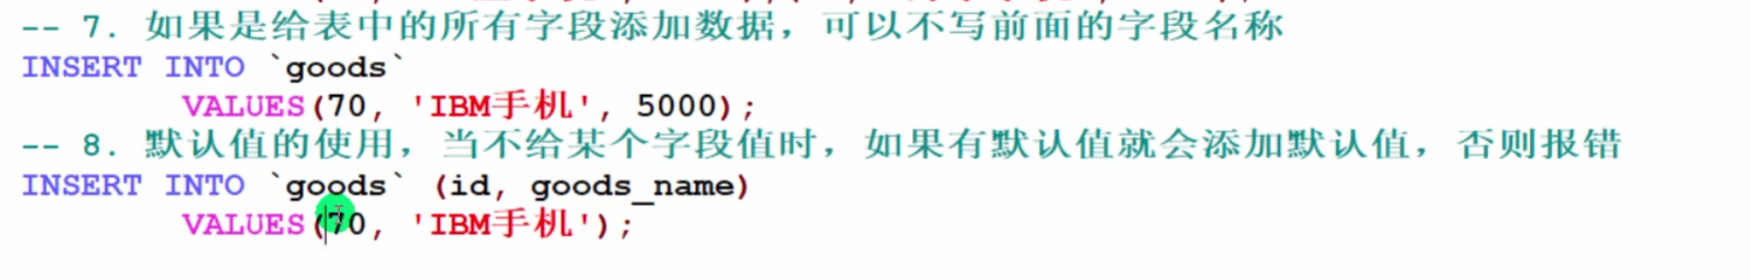 -- 7. 如果是给表中的所有字段添加数据，可以不写前面的字段名称
INSERT INTO `goods`
VALUES(70, 'IBM手机', 5000);
-- 8. 默认值的使用，当不给某个字段值时，如果有默认值就会添加默认值，否则报错
INSERT INTO `goods` (id, goods_name)
VALUES(70, 'IBM手机');